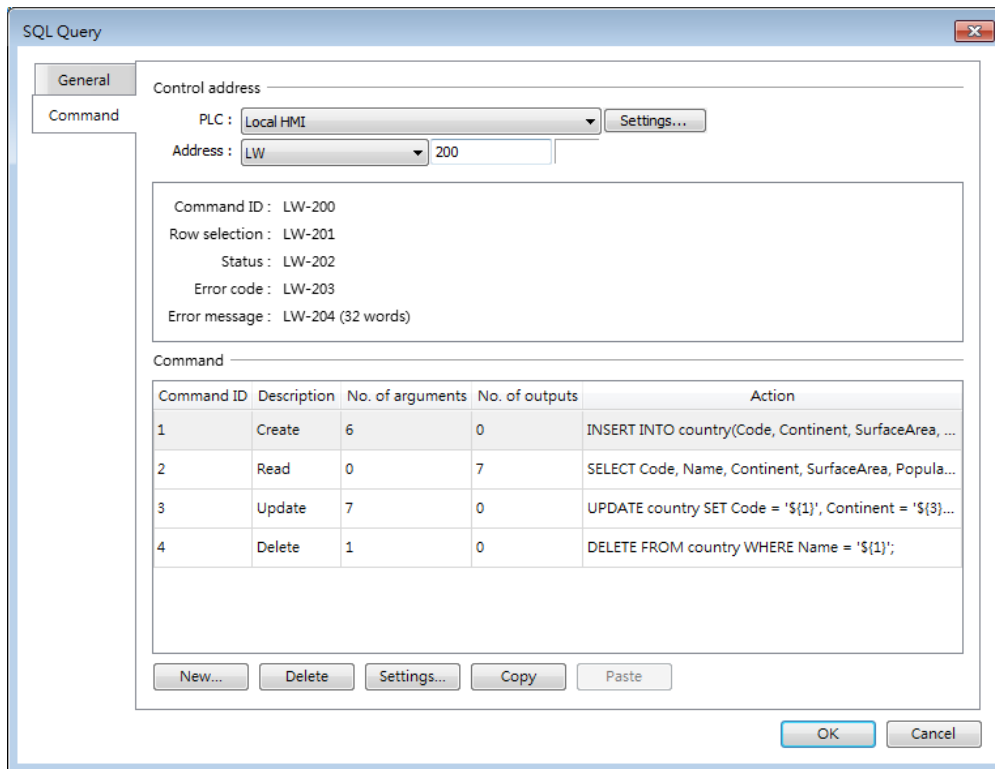 SQL Query
General
Command
Control address
PLC : Local HMI Settings...
Address : LW 200
Command ID : LW-200
Row selection : LW-201
Status : LW-202
Error code : LW-203
Error message : LW-204 (32 words)
Command
Command ID Description No. of arguments No. of outputs Action
1 Create 6 0 INSERT INTO country(Code, Continent, SurfaceArea, ...
2 Read 0 7 SELECT Code, Name, Continent, SurfaceArea, Popula...
3 Update 7 0 UPDATE country SET Code = '${1}', Continent = '${3}...
4 Delete 1 0 DELETE FROM country WHERE Name = '${1}';
New... Delete Settings... Copy Paste
OK Cancel